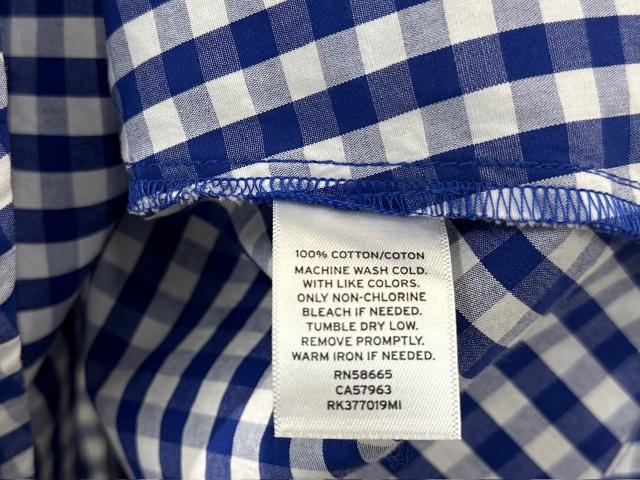 100% COTTON/COTON
MACHINE WASH COLD.
WITH LIKE COLORS.
ONLY NON-CHLORINE
BLEACH IF NEEDED.
TUMBLE DRY LOW.
REMOVE PROMPTLY.
WARM IRON IF NEEDED.
RN58665
CA57963
RK377019MI